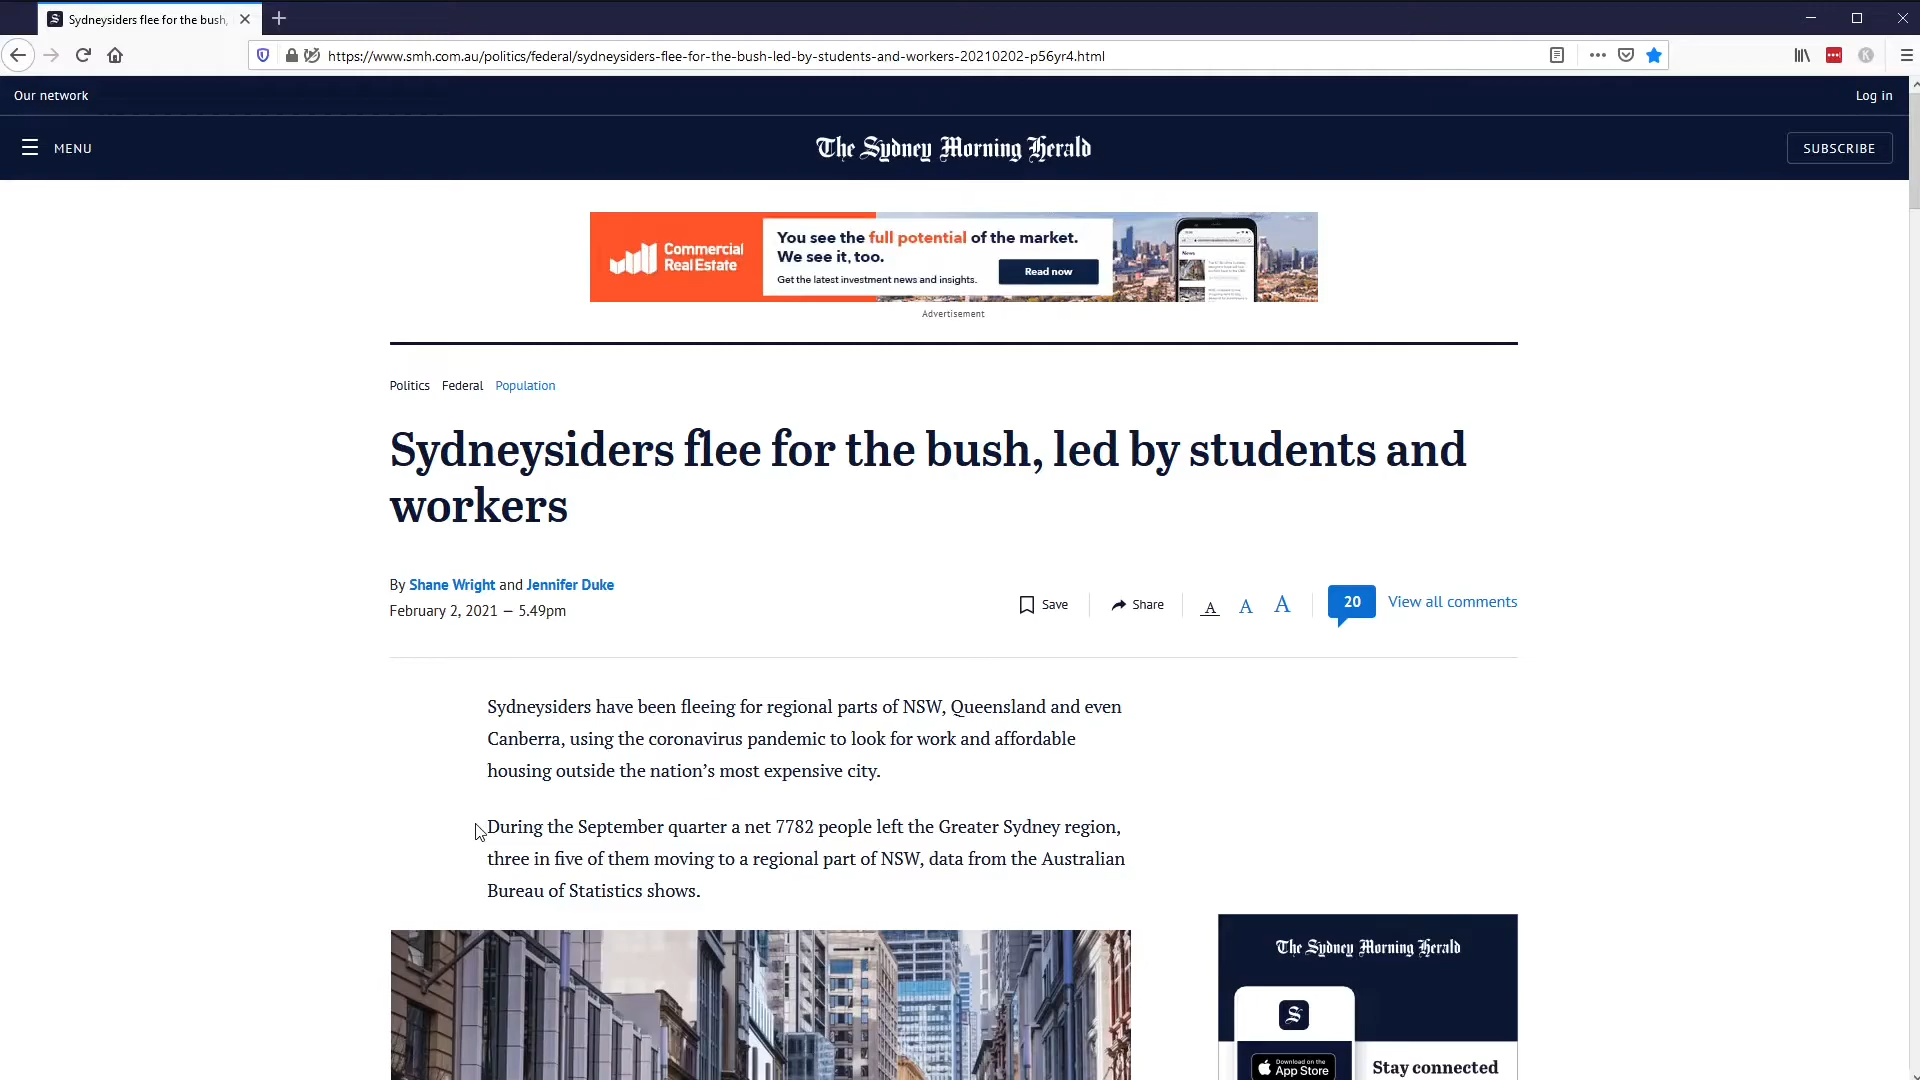 Sydneysiders flee for the bush,
https://www.smh.com.au/politics/federal/sydneysiders-flee-for-the-bush-led-by-students-and-workers-20210202-p56yr4.html
Our network
Log in
MENU
The Sydney Morning Herald
SUBSCRIBE
Commercial
Real Estate
You see the full potential of the market.
We see it, too.
Get the latest investment news and insights.
Read now
News
Advertisement
Politics Federal Population
Sydneysiders flee for the bush, led by students and
workers
By Shane Wright and Jennifer Duke
February 2, 2021 — 5.49pm
Save
Share
A A A
20
View all comments
Sydneysiders have been fleeing for regional parts of NSW, Queensland and even
Canberra, using the coronavirus pandemic to look for work and affordable
housing outside the nation's most expensive city.
During the September quarter a net 7782 people left the Greater Sydney region,
three in five of them moving to a regional part of NSW, data from the Australian
Bureau of Statistics shows.
The Sydney Morning Herald
S
Download on the
App Store
Stay connected